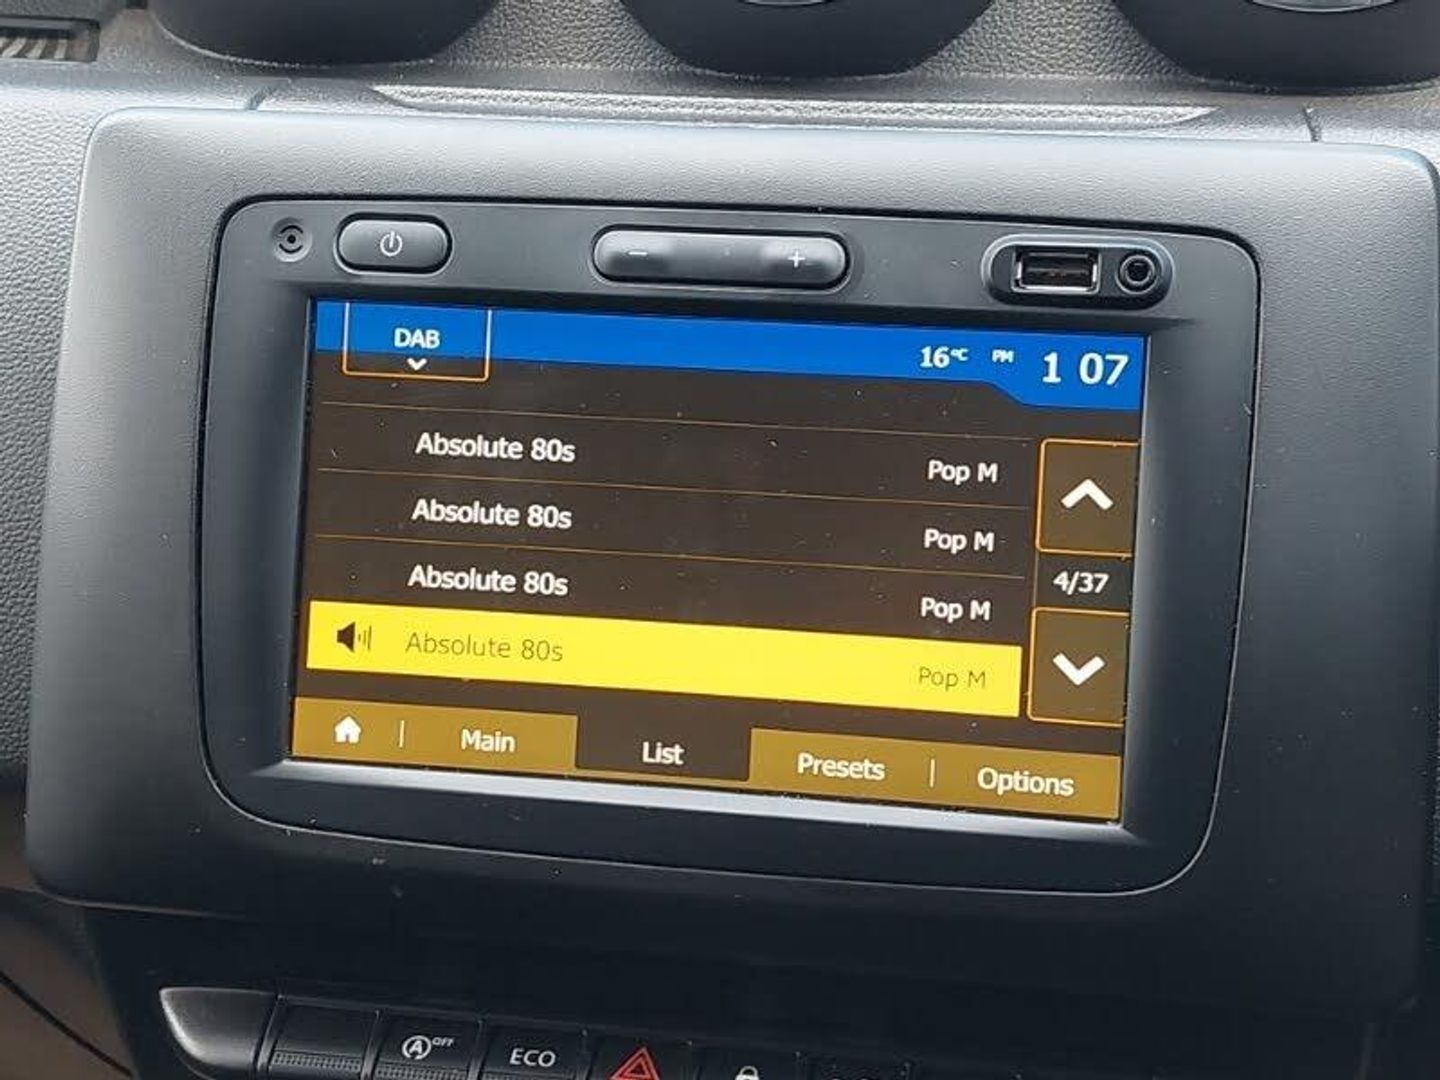 DAB
16°C PM 1 07
Absolute 80s Pop M
Absolute 80s Pop M
Absolute 80s Pop M
4/37
Absolute 80s Pop M
Main List Presets Options
A OFF ECO